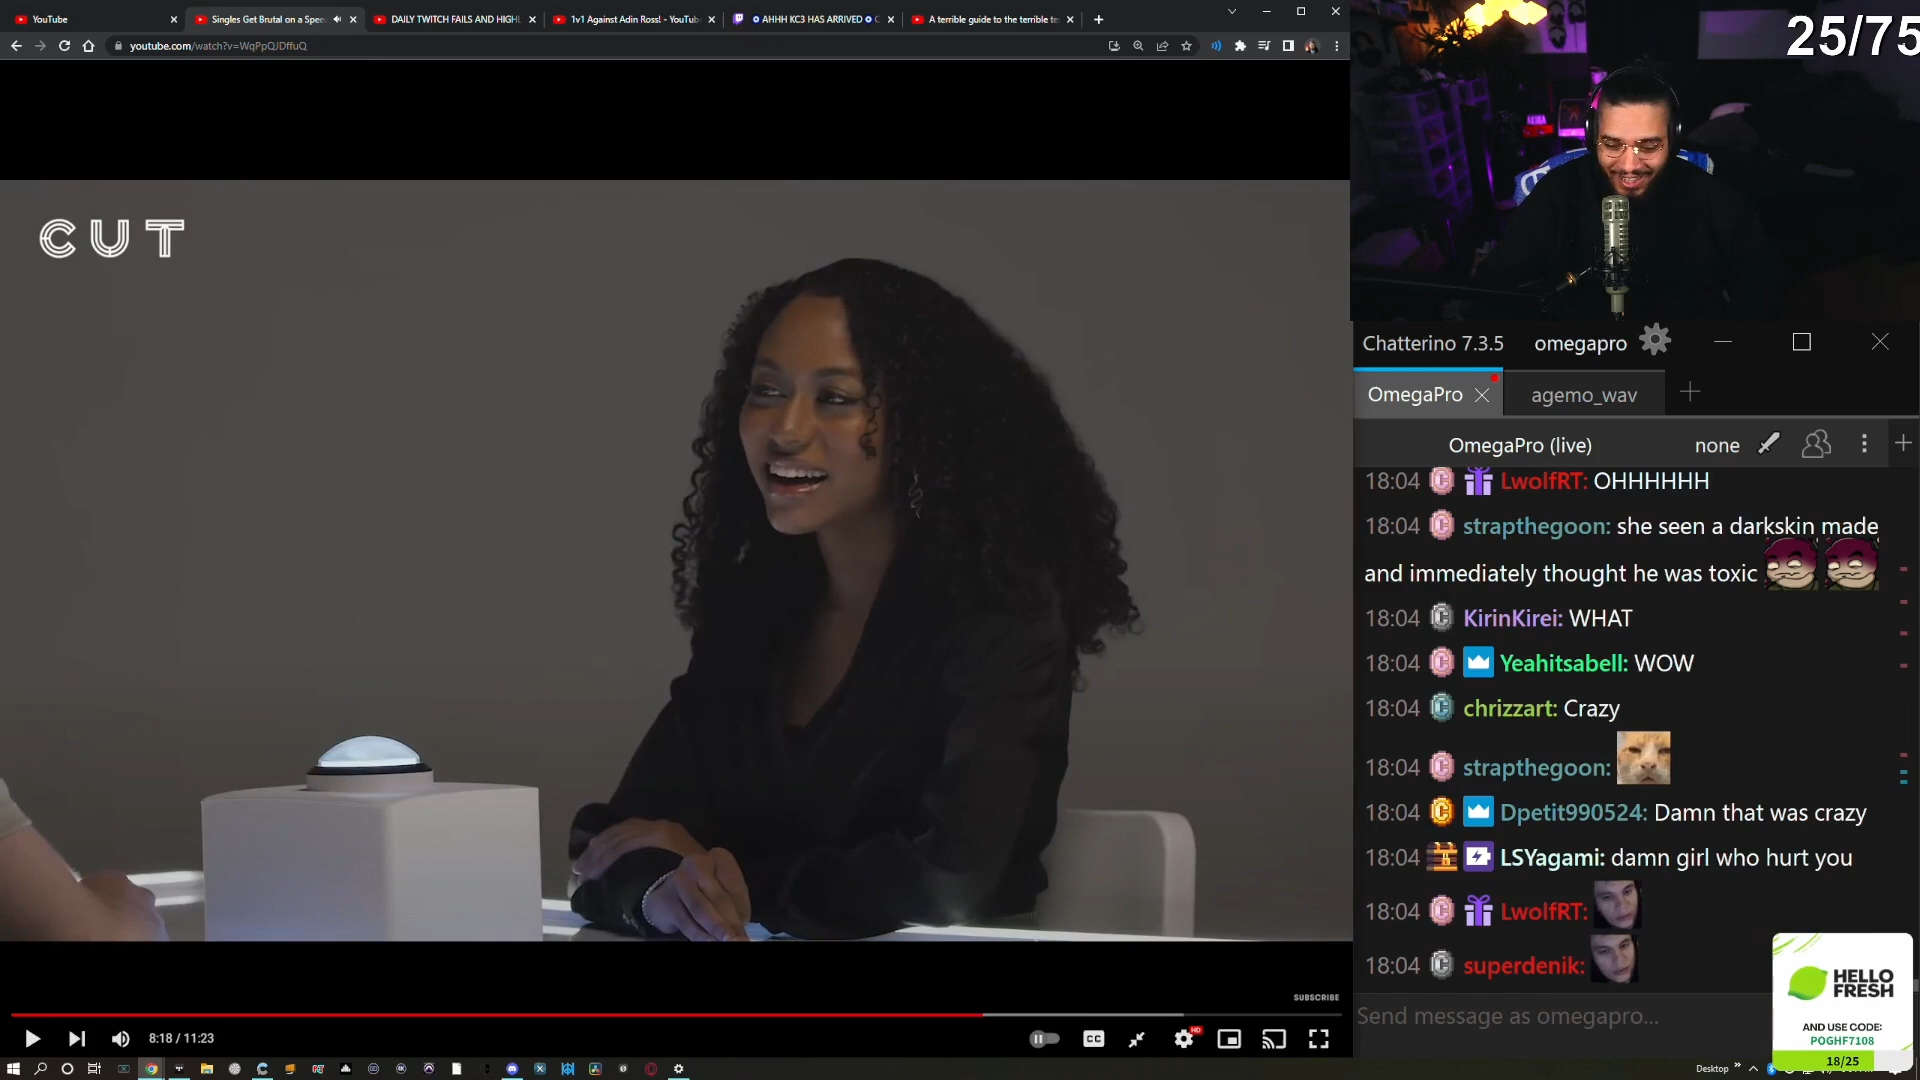 YouTube
Singles Get Brutal on a Spee
DAILY TWITCH FAILS AND HIGHL
1v1 Against Adin Ross! - YouTub
AHHH KC3 HAS ARRIVED
A terrible guide to the terrible te
youtube.com/watch?v=WqPpQJDffuQ
25/75
CUT
AKIRA
Chatterino 7.3.5
omegapro
OmegaPro
agemo_wav
OmegaPro (live)
none
18:04 LwolfRT: OHHHHHH
18:04 strapthegoon: she seen a darkskin made
and immediately thought he was toxic
18:04 KirinKirei: WHAT
18:04 Yeahitsabell: WOW
18:04 chrizzart: Crazy
18:04 strapthegoon:
18:04 Dpetit990524: Damn that was crazy
18:04 LSYagami: damn girl who hurt you
18:04 LwolfRT:
18:04 superdenik:
Send message as omegapro...
HELLO
FRESH
AND USE CODE:
POGHF7108
18/25
SUBSCRIBE
8:18 / 11:23
CC
HD
Desktop